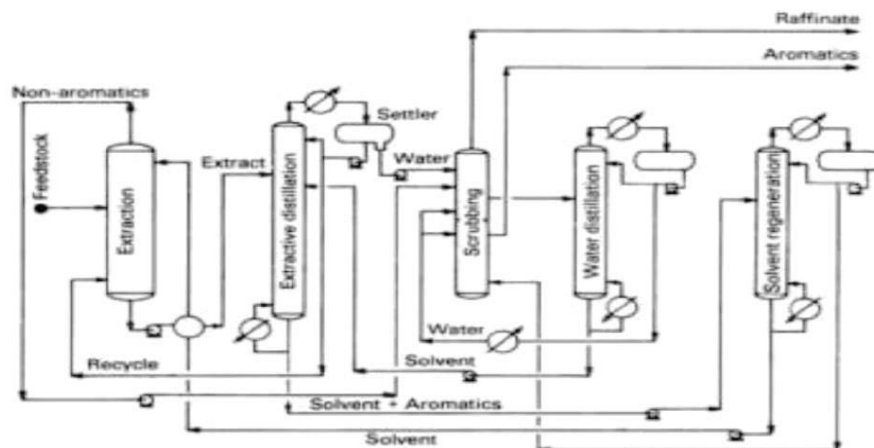 Raffinate
Aromatics
Non-aromatics
Settler
Feedstock
Extract
Water
Extraction
Extractive distillation
Scrubbing
Water distillation
Solvent regeneration
Water
Recycle
Solvent
Solvent + Aromatics
Solvent